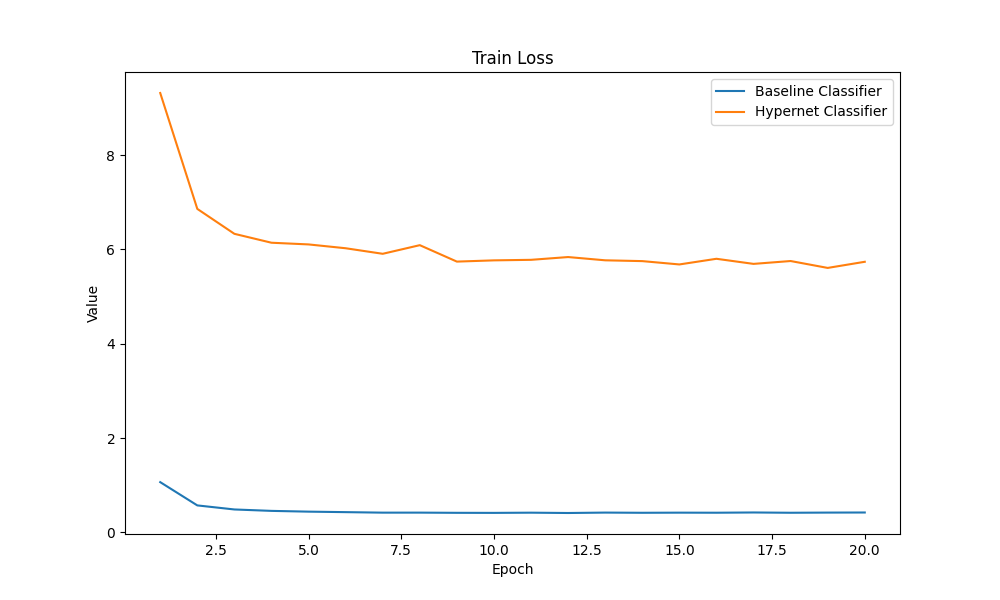 Train Loss
Baseline Classifier
Hypernet Classifier
8
6
4
2
0
Value
2.5 5.0 7.5 10.0 12.5 15.0 17.5 20.0
Epoch